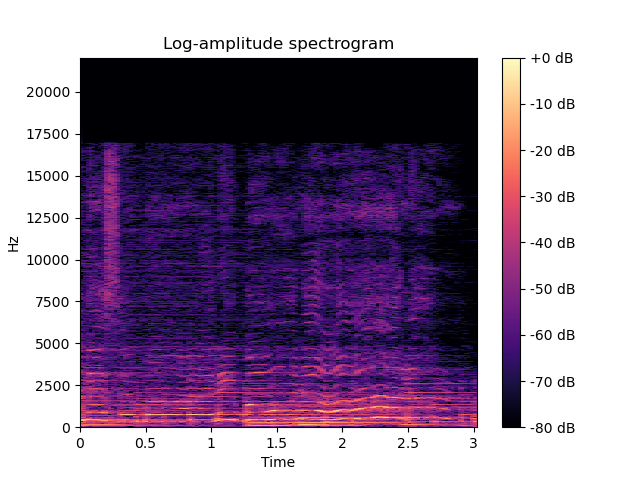 Log-amplitude spectrogram
Hz
20000
17500
15000
12500
10000
7500
5000
2500
0
0 0.5 1 1.5 2 2.5 3
Time
+0 dB
-10 dB
-20 dB
-30 dB
-40 dB
-50 dB
-60 dB
-70 dB
-80 dB